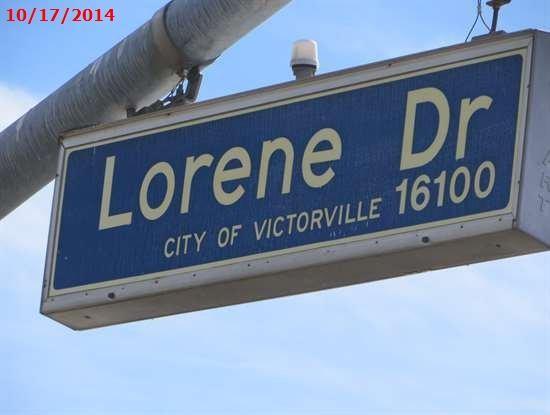 10/17/2014
Lorene Dr
CITY OF VICTORVILLE 16100